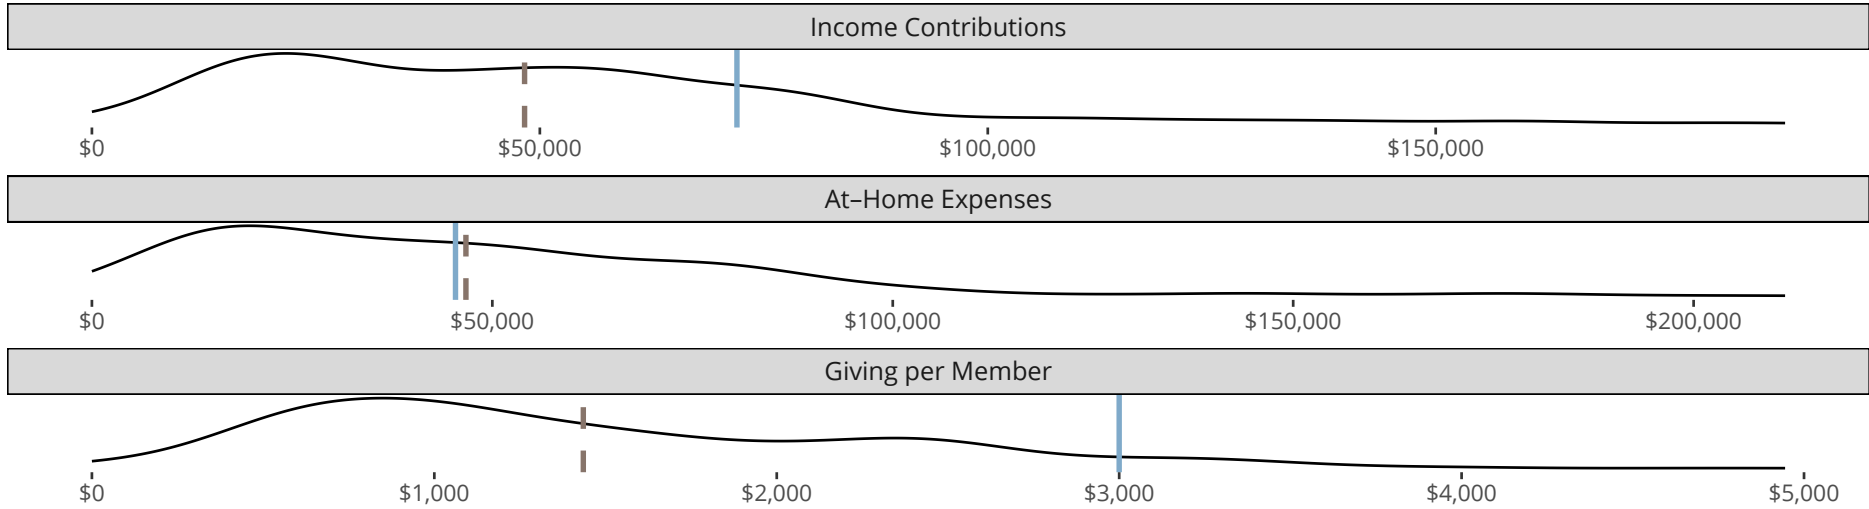 Income Contributions
$0 $50,000 $100,000 $150,000
At–Home Expenses
$0 $50,000 $100,000 $150,000 $200,000
Giving per Member
$0 $1,000 $2,000 $3,000 $4,000 $5,000